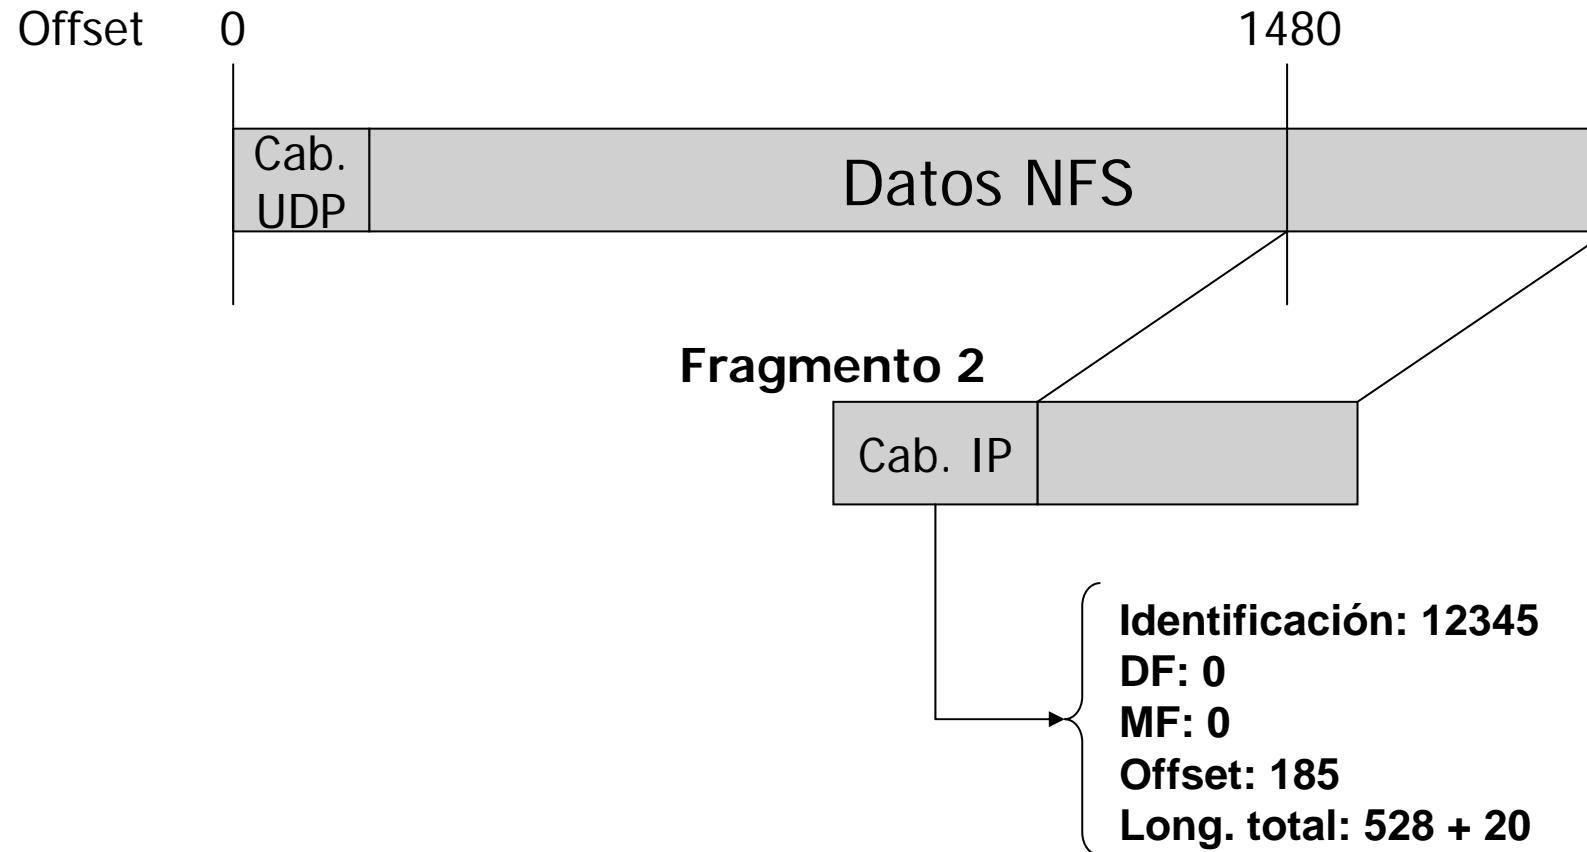 Offset 0 1480
Cab.
UDP
Datos NFS
Fragmento 2
Cab. IP
Identificación: 12345
DF: 0
MF: 0
Offset: 185
Long. total: 528 + 20